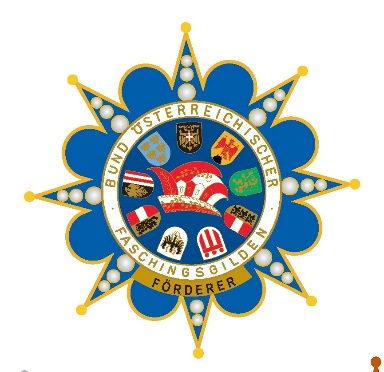 BUND ÖSTERREICHISCHER
FASCHINGSGILDEN
FÖRDERER